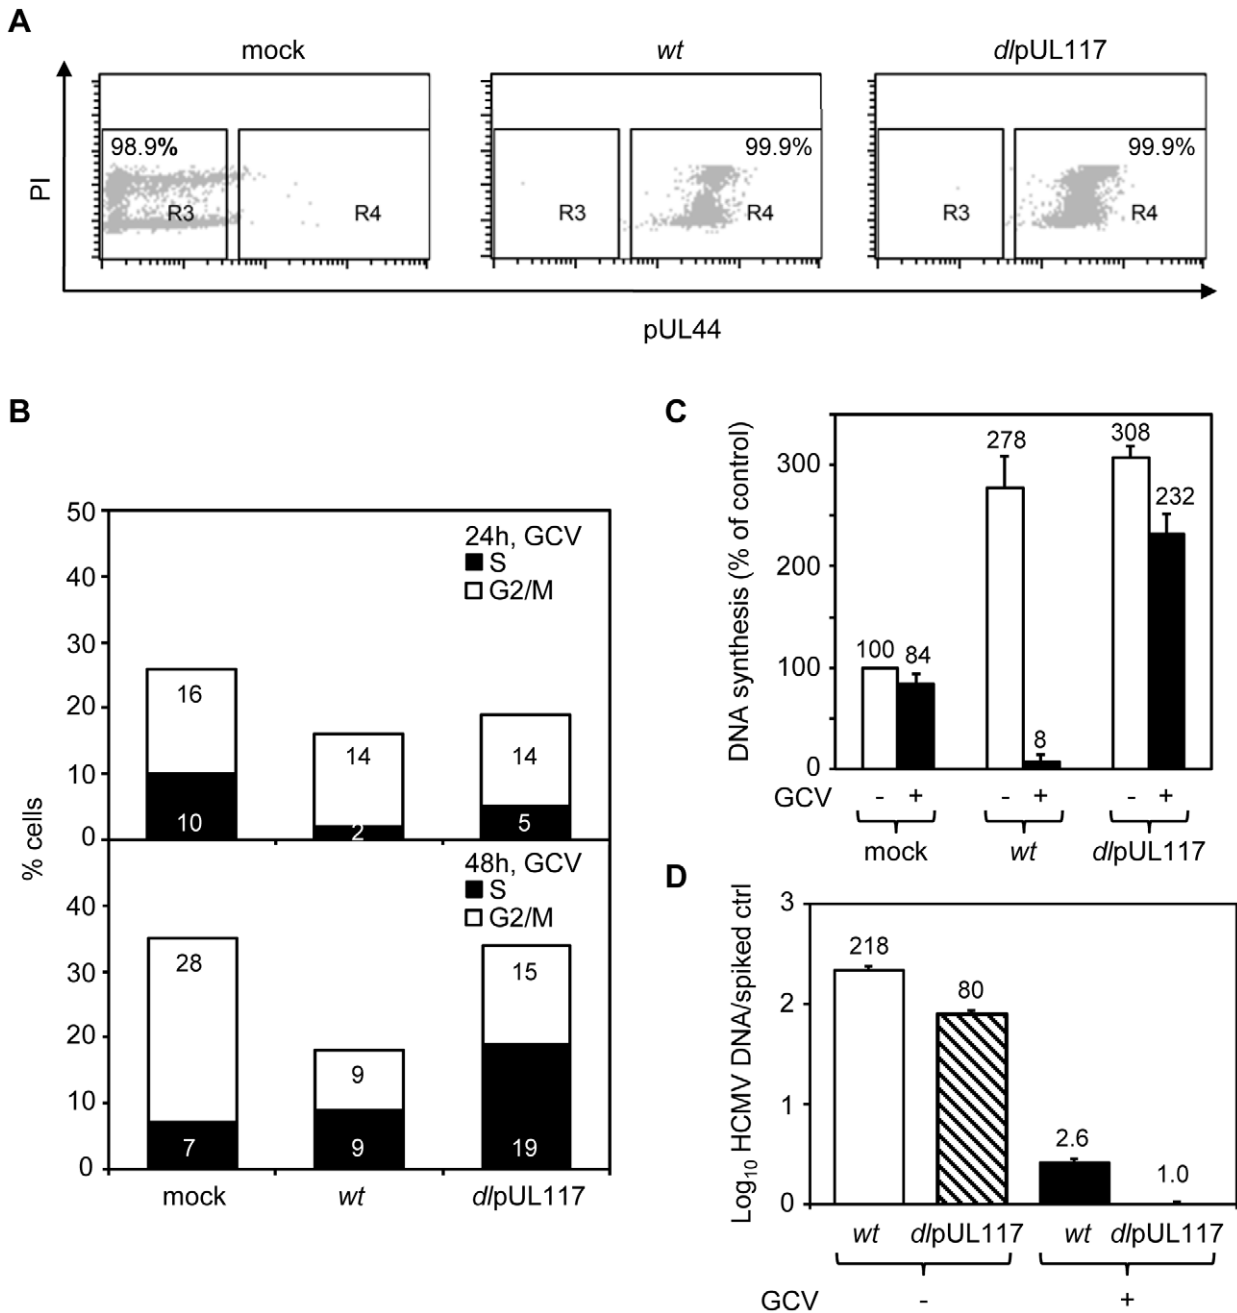 A
mock
wt
dlpUL117
PI
98.9%
R3
R4
99.9%
R3
R4
99.9%
R3
R4
pUL44
B
% cells
50
40
30
20
10
0
24h, GCV
S
G2/M
16
10
14
2
14
5
40
30
20
10
0
48h, GCV
S
G2/M
28
7
9
9
15
19
mock
wt
dlpUL117
C
DNA synthesis (% of control)
300
200
100
0
100
84
278
8
308
232
GCV
- + - + - +
mock
wt
dlpUL117
D
Log10 HCMV DNA/spiked ctrl
3
2
1
0
218
80
2.6
1.0
wt dlpUL117 wt dlpUL117
GCV - +